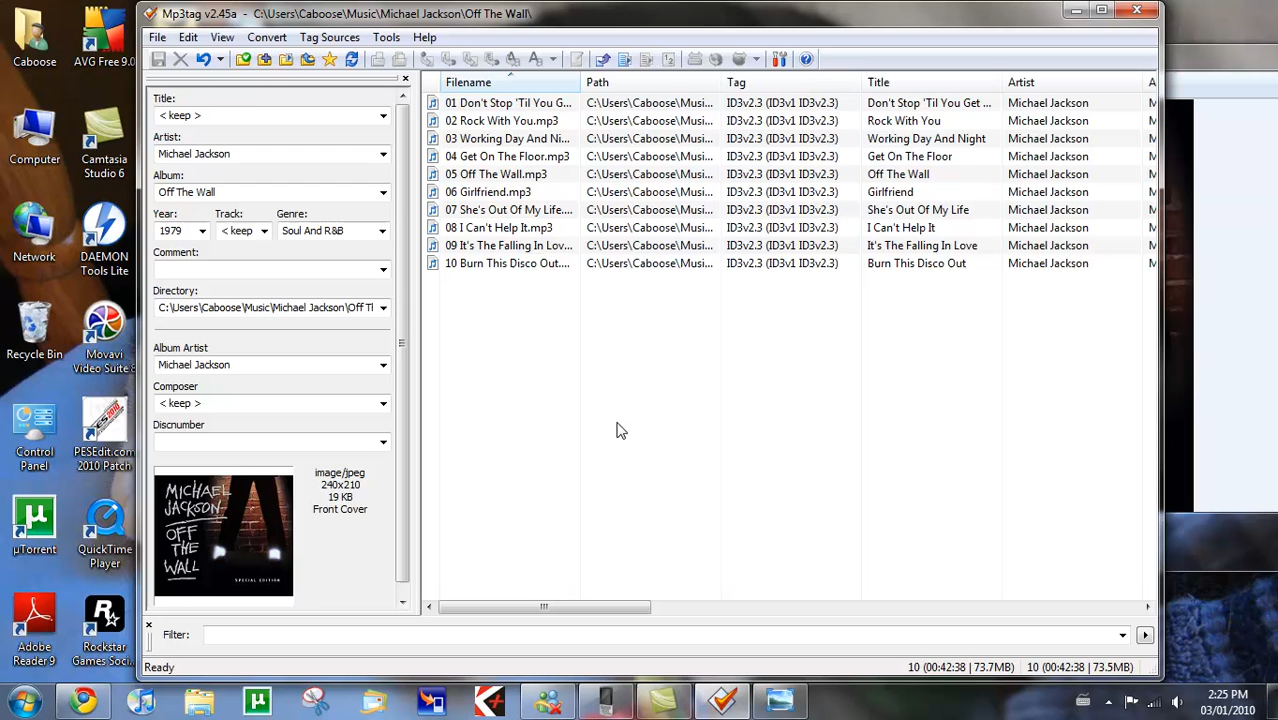 Mp3tag v2.45a - C:\Users\Caboose\Music\Michael Jackson\Off The Wall\
File Edit View Convert Tag Sources Tools Help
Caboose
AVG Free 9.0
Computer
Camtasia Studio 6
Network
DAEMON Tools Lite
Recycle Bin
Movavi Video Suite 8
Control Panel
PESEdit.com 2010 Patch
µTorrent
QuickTime Player
Adobe Reader 9
Rockstar Games Soci...
Title:
< keep >
Artist:
Michael Jackson
Album:
Off The Wall
Year: Track: Genre:
1979 < keep > Soul And R&B
Comment:
Directory:
C:\Users\Caboose\Music\Michael Jackson\Off Tl
Album Artist
Michael Jackson
Composer
< keep >
Discnumber
MICHAEL JACKSON
OFF THE WALL
SPECIAL EDITION
image/jpeg
240x210
19 KB
Front Cover
Filename Path Tag Title Artist A
01 Don't Stop 'Til You G... C:\Users\Caboose\Musi... ID3v2.3 (ID3v1 ID3v2.3) Don't Stop 'Til You Get ... Michael Jackson M
02 Rock With You.mp3 C:\Users\Caboose\Musi... ID3v2.3 (ID3v1 ID3v2.3) Rock With You Michael Jackson M
03 Working Day And Ni... C:\Users\Caboose\Musi... ID3v2.3 (ID3v1 ID3v2.3) Working Day And Night Michael Jackson M
04 Get On The Floor.mp3 C:\Users\Caboose\Musi... ID3v2.3 (ID3v1 ID3v2.3) Get On The Floor Michael Jackson M
05 Off The Wall.mp3 C:\Users\Caboose\Musi... ID3v2.3 (ID3v1 ID3v2.3) Off The Wall Michael Jackson M
06 Girlfriend.mp3 C:\Users\Caboose\Musi... ID3v2.3 (ID3v1 ID3v2.3) Girlfriend Michael Jackson M
07 She's Out Of My Life.... C:\Users\Caboose\Musi... ID3v2.3 (ID3v1 ID3v2.3) She's Out Of My Life Michael Jackson M
08 I Can't Help It.mp3 C:\Users\Caboose\Musi... ID3v2.3 (ID3v1 ID3v2.3) I Can't Help It Michael Jackson M
09 It's The Falling In Lov... C:\Users\Caboose\Musi... ID3v2.3 (ID3v1 ID3v2.3) It's The Falling In Love Michael Jackson M
10 Burn This Disco Out.... C:\Users\Caboose\Musi... ID3v2.3 (ID3v1 ID3v2.3) Burn This Disco Out Michael Jackson M
Filter:
Ready 10 (00:42:38 | 73.7MB) 10 (00:42:38 | 73.5MB)
2:25 PM
03/01/2010